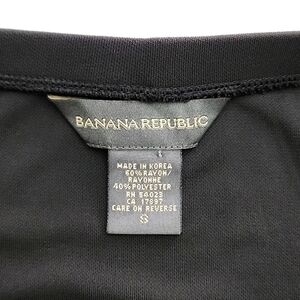 BANANA REPUBLIC
MADE IN KOREA
60% RAYON/
RAYONNE
40% POLYESTER
RN 54023
CA 17897
CARE ON REVERSE
S